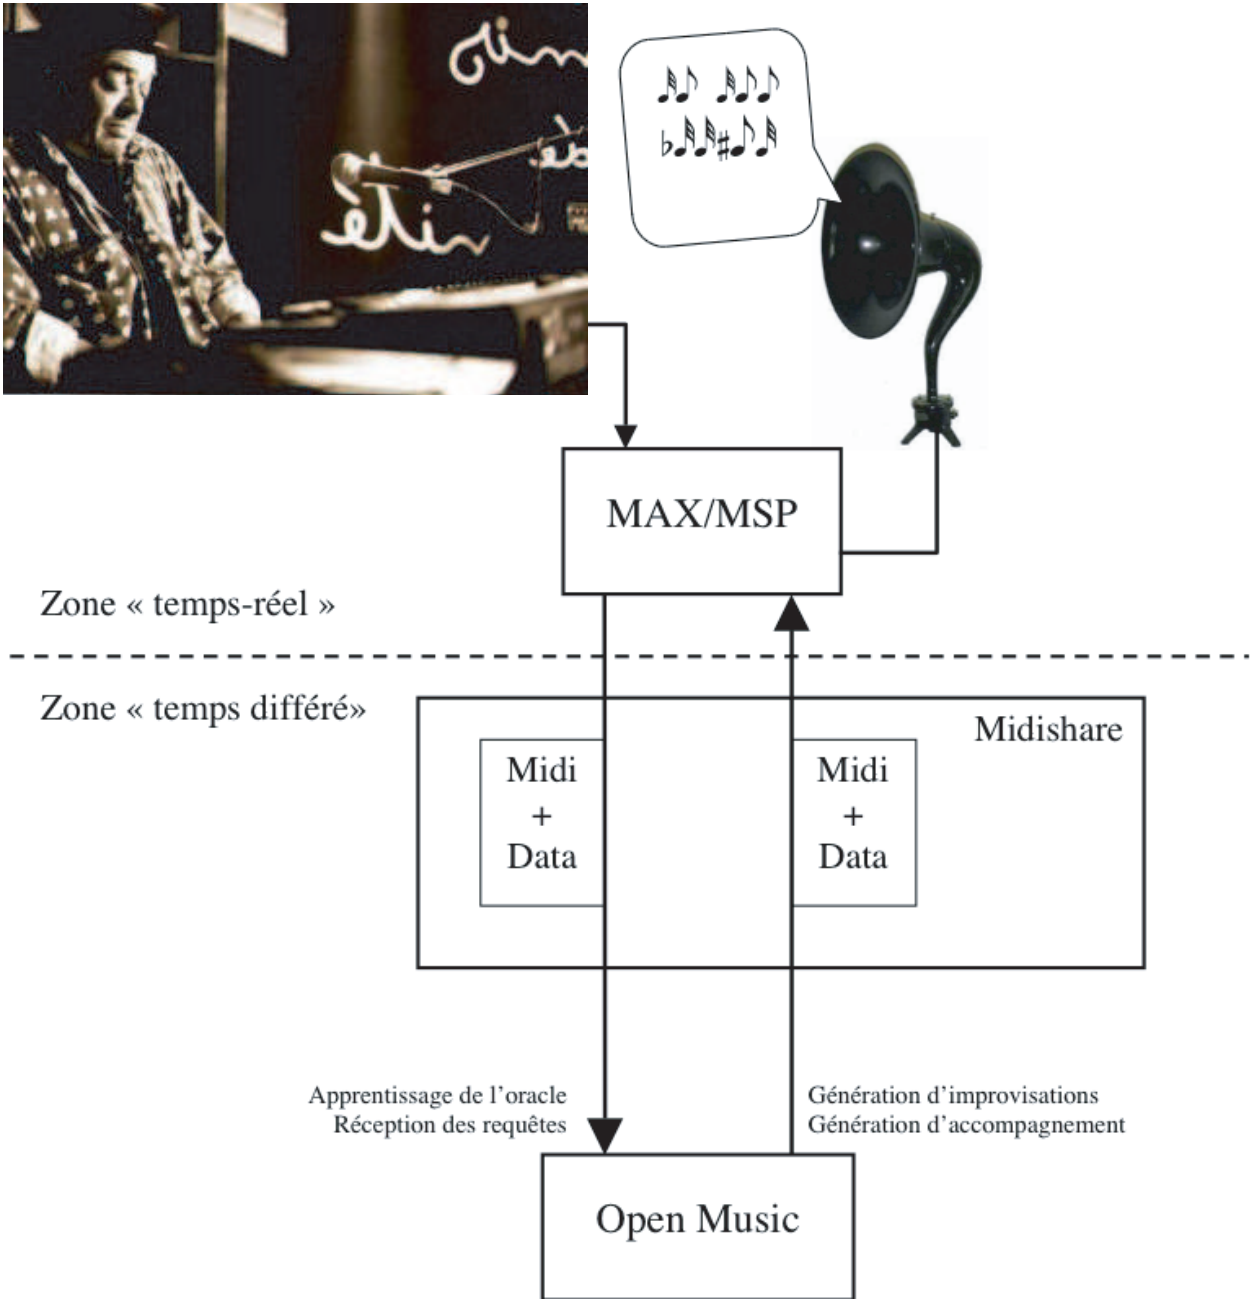 MAX/MSP
Zone « temps-réel »
Zone « temps différé»
Midishare
Midi
+
Data
Midi
+
Data
Apprentissage de l’oracle
Réception des requêtes
Génération d’improvisations
Génération d’accompagnement
Open Music